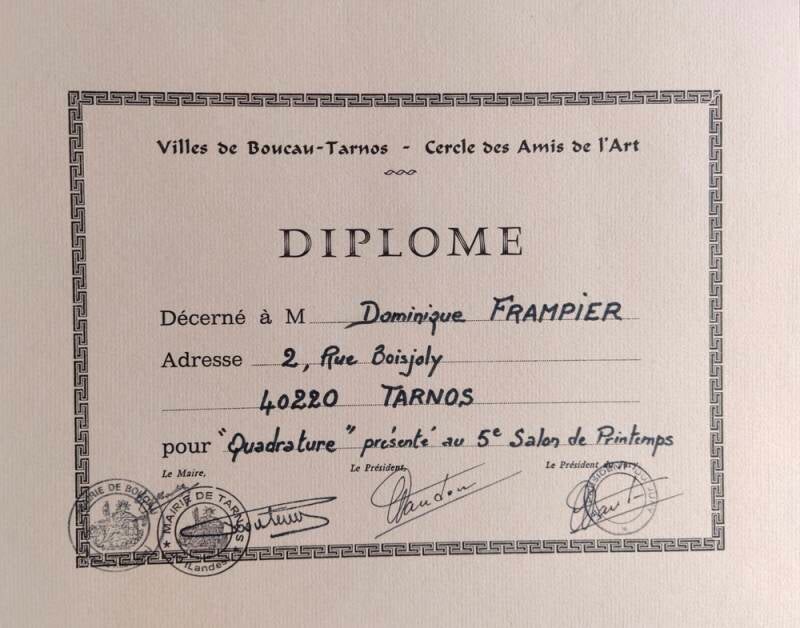 Villes de Boucau-Tarnos - Cercle des Amis de l'Art
DIPLOME
Décerné à M Dominique FRAMPIER
Adresse 2, Rue Boisjoly
40220 TARNOS
pour "Quadrature" présenté au 5e Salon de Printemps
Le Maire, Le Président, Le Président du Jury,
MAIRIE DE BOUCAU
MAIRIE DE TARNOS
(Landes)